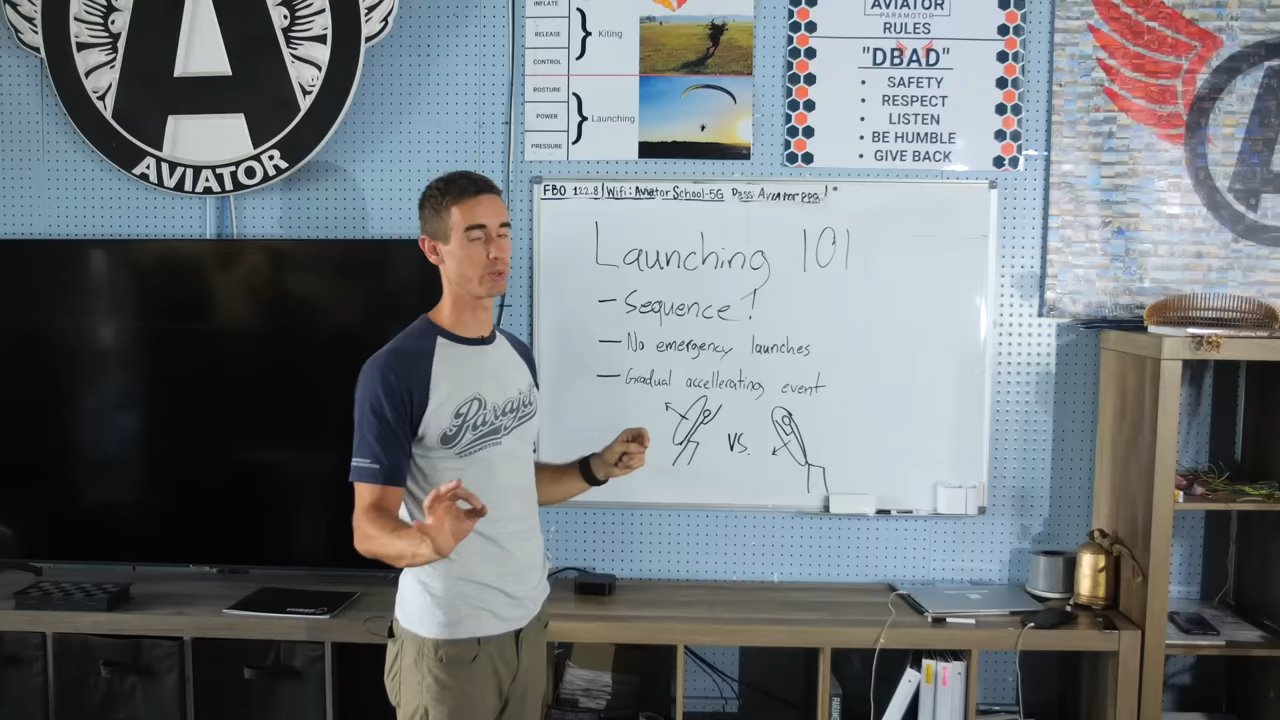 AVIATOR
INFLATE
RELEASE
CONTROL
Kiting
POSTURE
POWER
PRESSURE
Launching
AVIATOR
PARAMOTOR
RULES
"DBAD"
• SAFETY
• RESPECT
• LISTEN
• BE HUMBLE
• GIVE BACK
FBO 122.8 | Wifi: Aviator School-5G Pass: Aviator PPG!
Launching 101
- Sequence!
- No emergency launches
- Gradual accellerating event
VS.
Parajet
PARAMOTORS